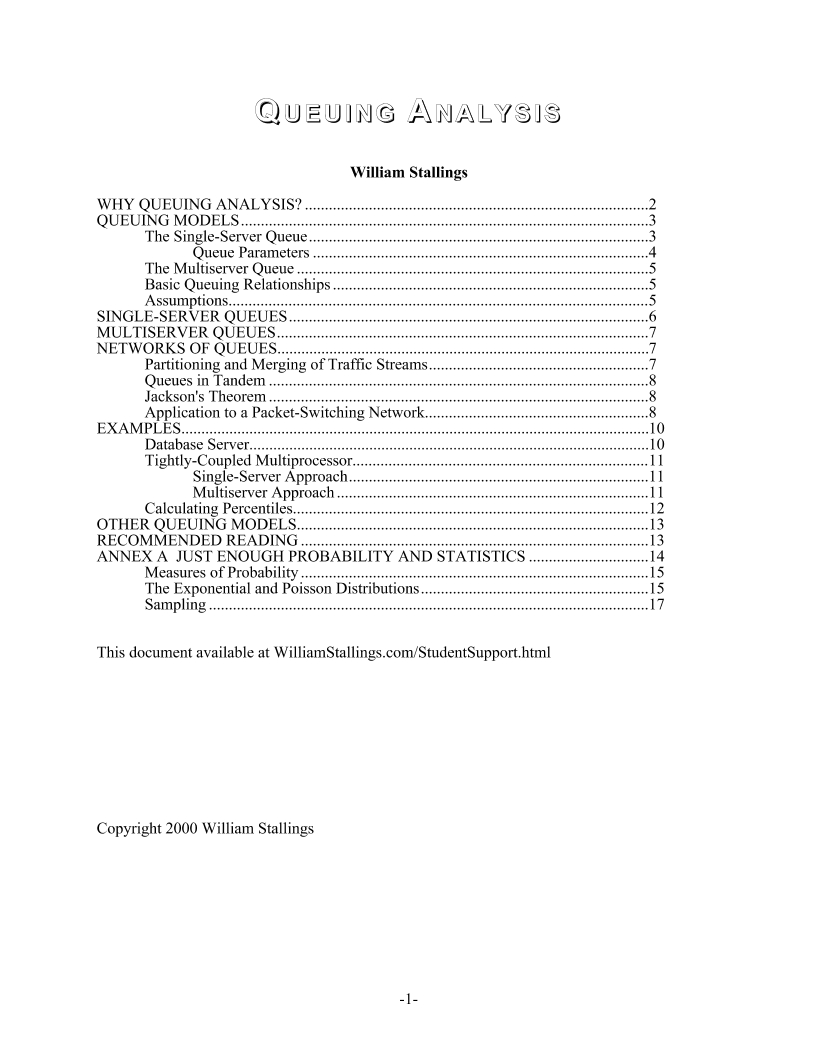 QUEUING ANALYSIS
William Stallings
WHY QUEUING ANALYSIS? ......................................................................................2
QUEUING MODELS......................................................................................................3
The Single-Server Queue.....................................................................................3
Queue Parameters ....................................................................................4
The Multiserver Queue ........................................................................................5
Basic Queuing Relationships ...............................................................................5
Assumptions.........................................................................................................5
SINGLE-SERVER QUEUES..........................................................................................6
MULTISERVER QUEUES.............................................................................................7
NETWORKS OF QUEUES.............................................................................................7
Partitioning and Merging of Traffic Streams.......................................................7
Queues in Tandem ...............................................................................................8
Jackson's Theorem ...............................................................................................8
Application to a Packet-Switching Network........................................................8
EXAMPLES.....................................................................................................................10
Database Server....................................................................................................10
Tightly-Coupled Multiprocessor..........................................................................11
Single-Server Approach...........................................................................11
Multiserver Approach ..............................................................................11
Calculating Percentiles.........................................................................................12
OTHER QUEUING MODELS........................................................................................13
RECOMMENDED READING .......................................................................................13
ANNEX A  JUST ENOUGH PROBABILITY AND STATISTICS ..............................14
Measures of Probability .......................................................................................15
The Exponential and Poisson Distributions.........................................................15
Sampling ..............................................................................................................17
This document available at WilliamStallings.com/StudentSupport.html
Copyright 2000 William Stallings
-1-